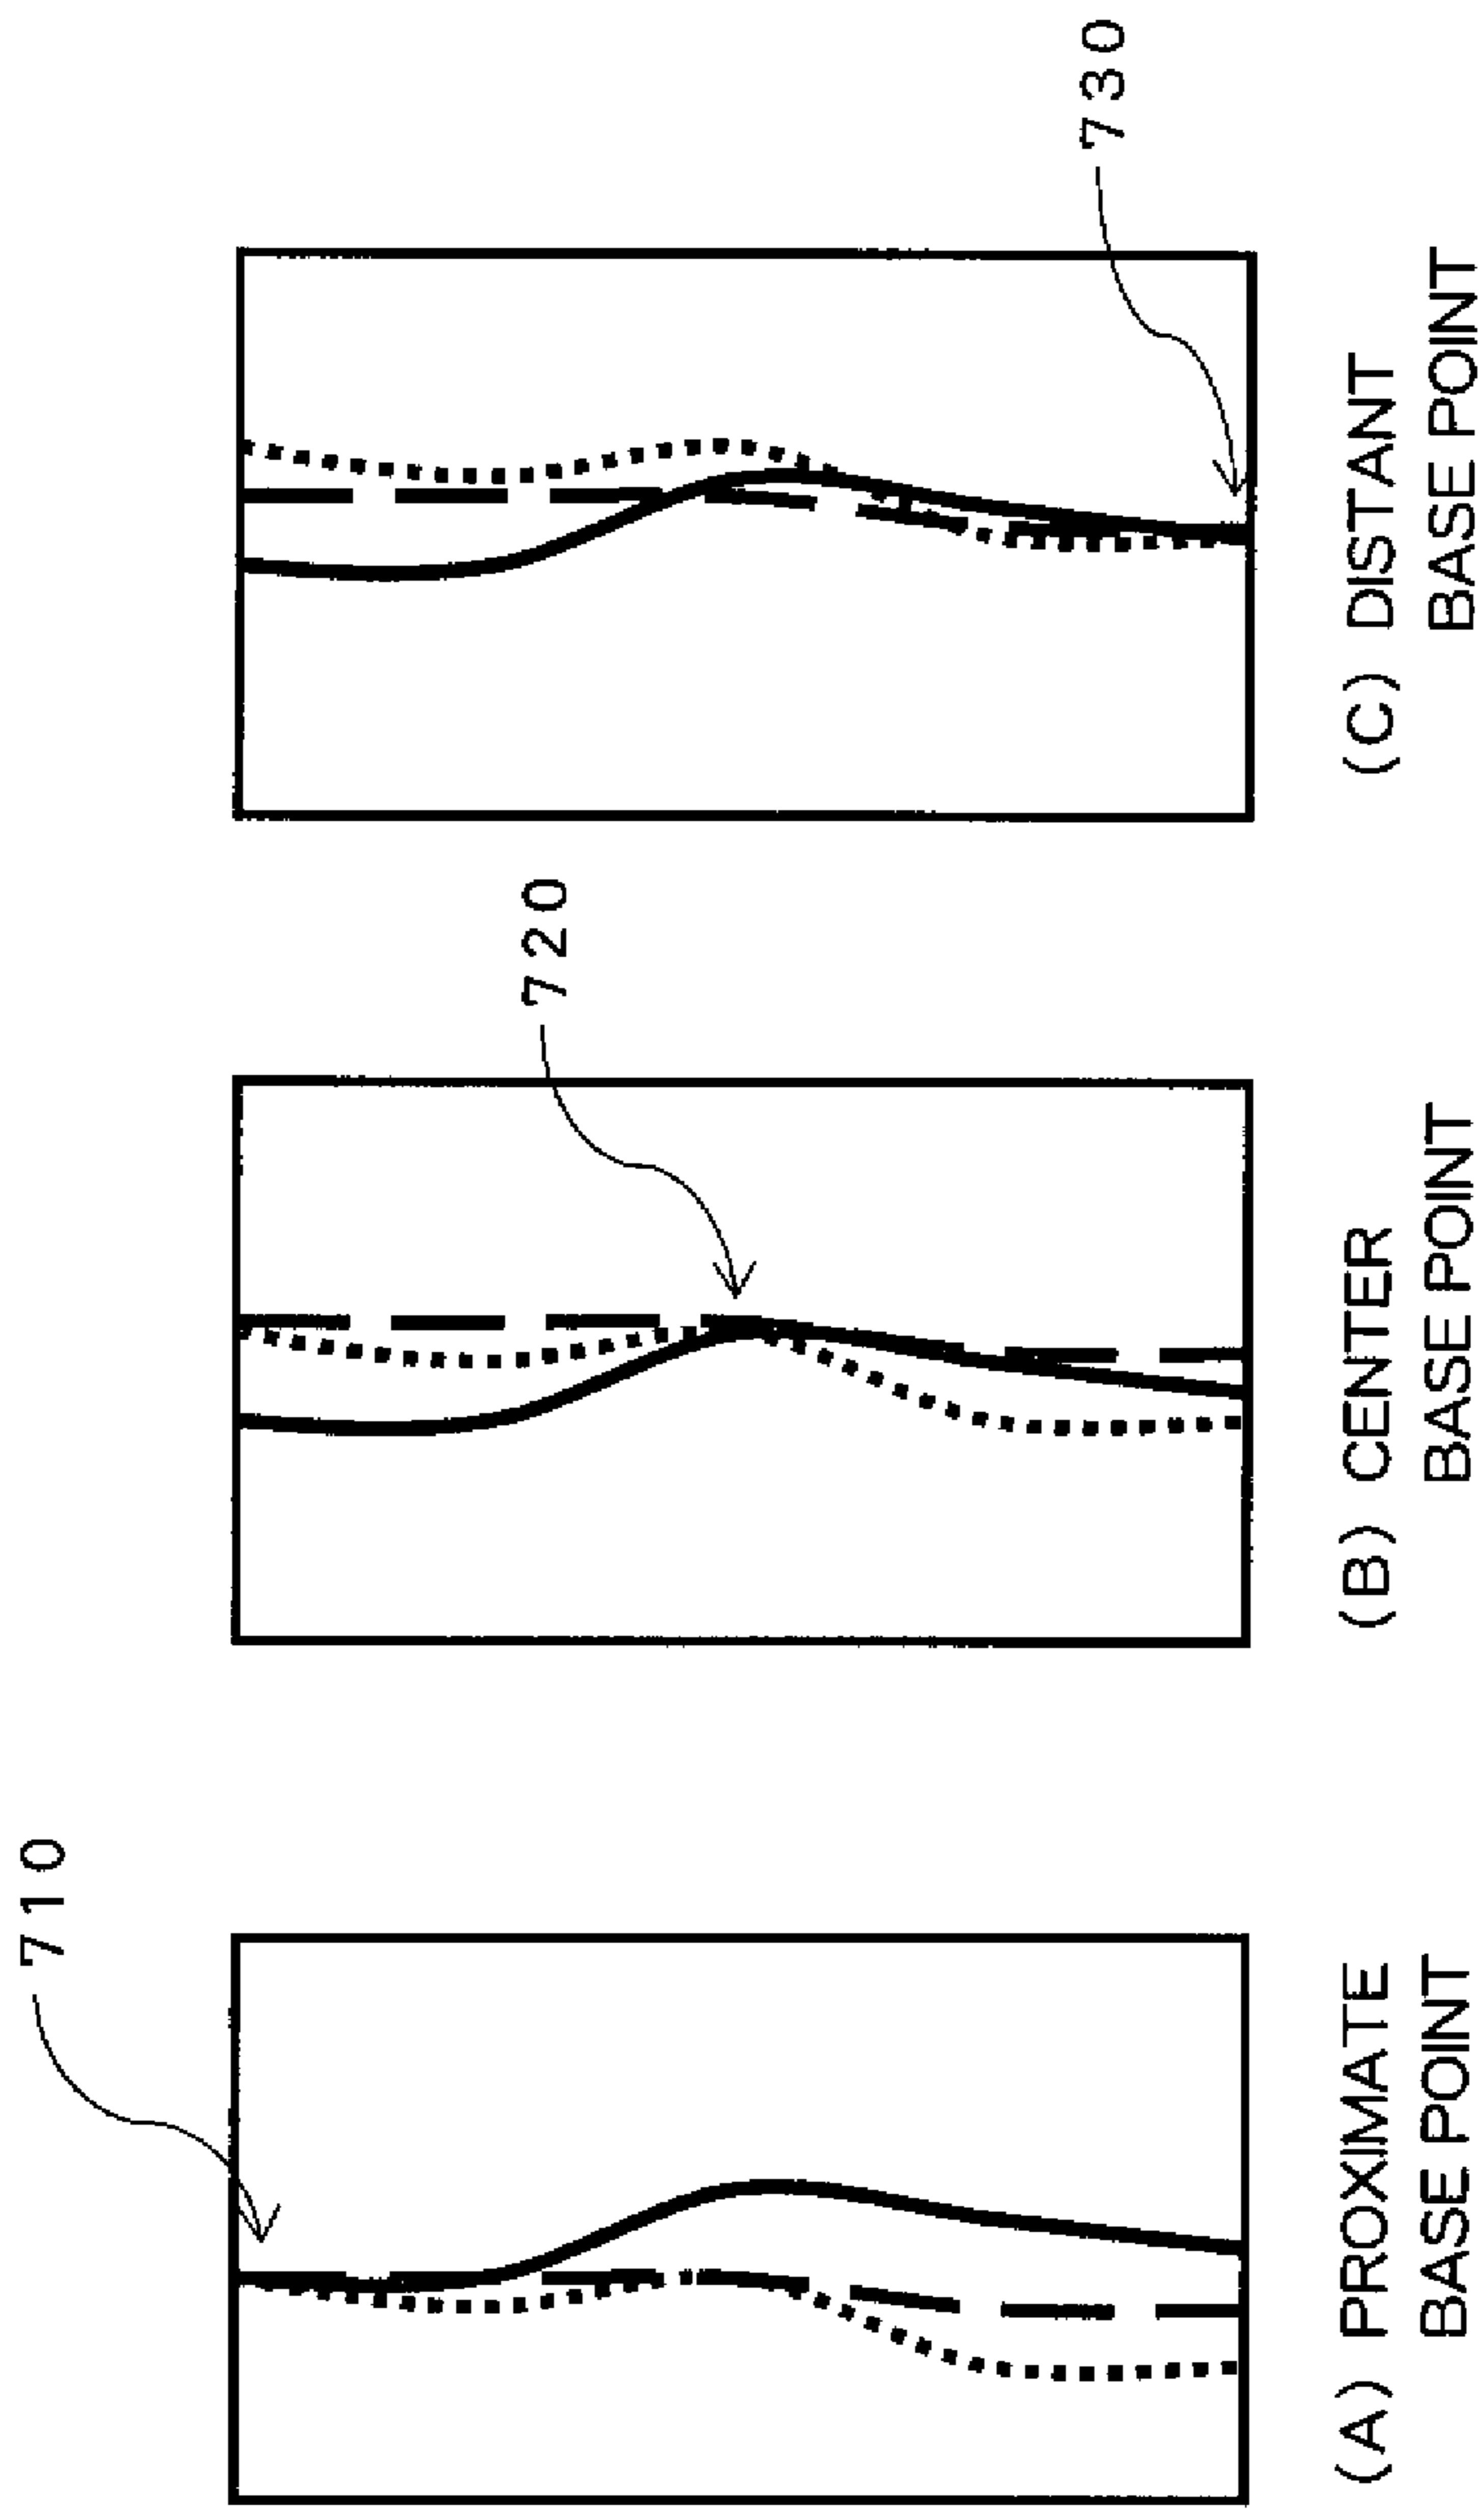 710
720
730
(A) PROXIMATE
BASE POINT
(B) CENTER
BASE POINT
(C) DISTANT
BASE POINT